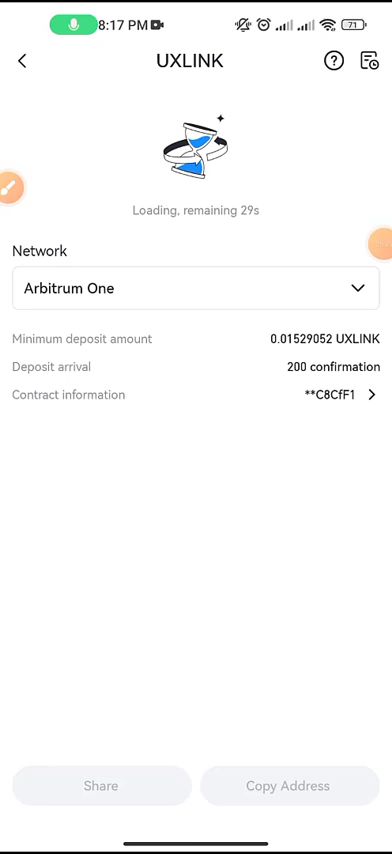 8:17 PM
71
UXLINK
Loading, remaining 29s
Network
Arbitrum One
Minimum deposit amount 0.01529052 UXLINK
Deposit arrival 200 confirmation
Contract information **C8CfF1
Share Copy Address